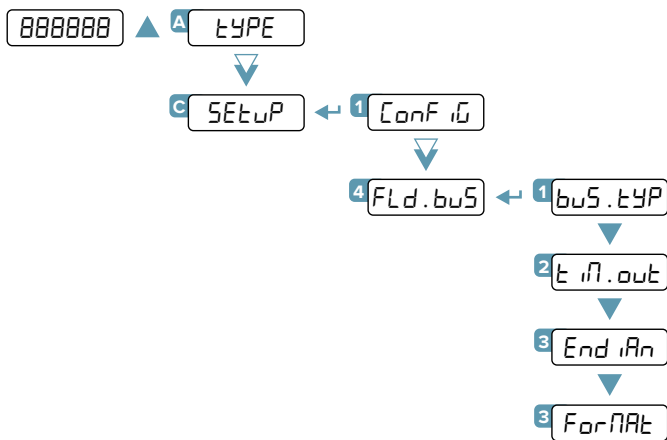 888888 A tYPE
C SEtuP 1 ConFiG
4 FLd.buS 1 buS.tYP
2 tiM.out
3 EndiAn
3 ForMAt